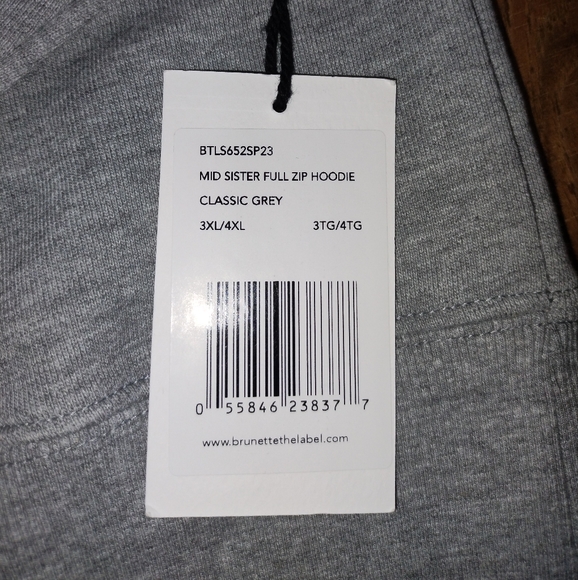 BTLS652SP23
MID SISTER FULL ZIP HOODIE
CLASSIC GREY
3XL/4XL 3TG/4TG
0 55846 23837 7
www.brunettethelabel.com